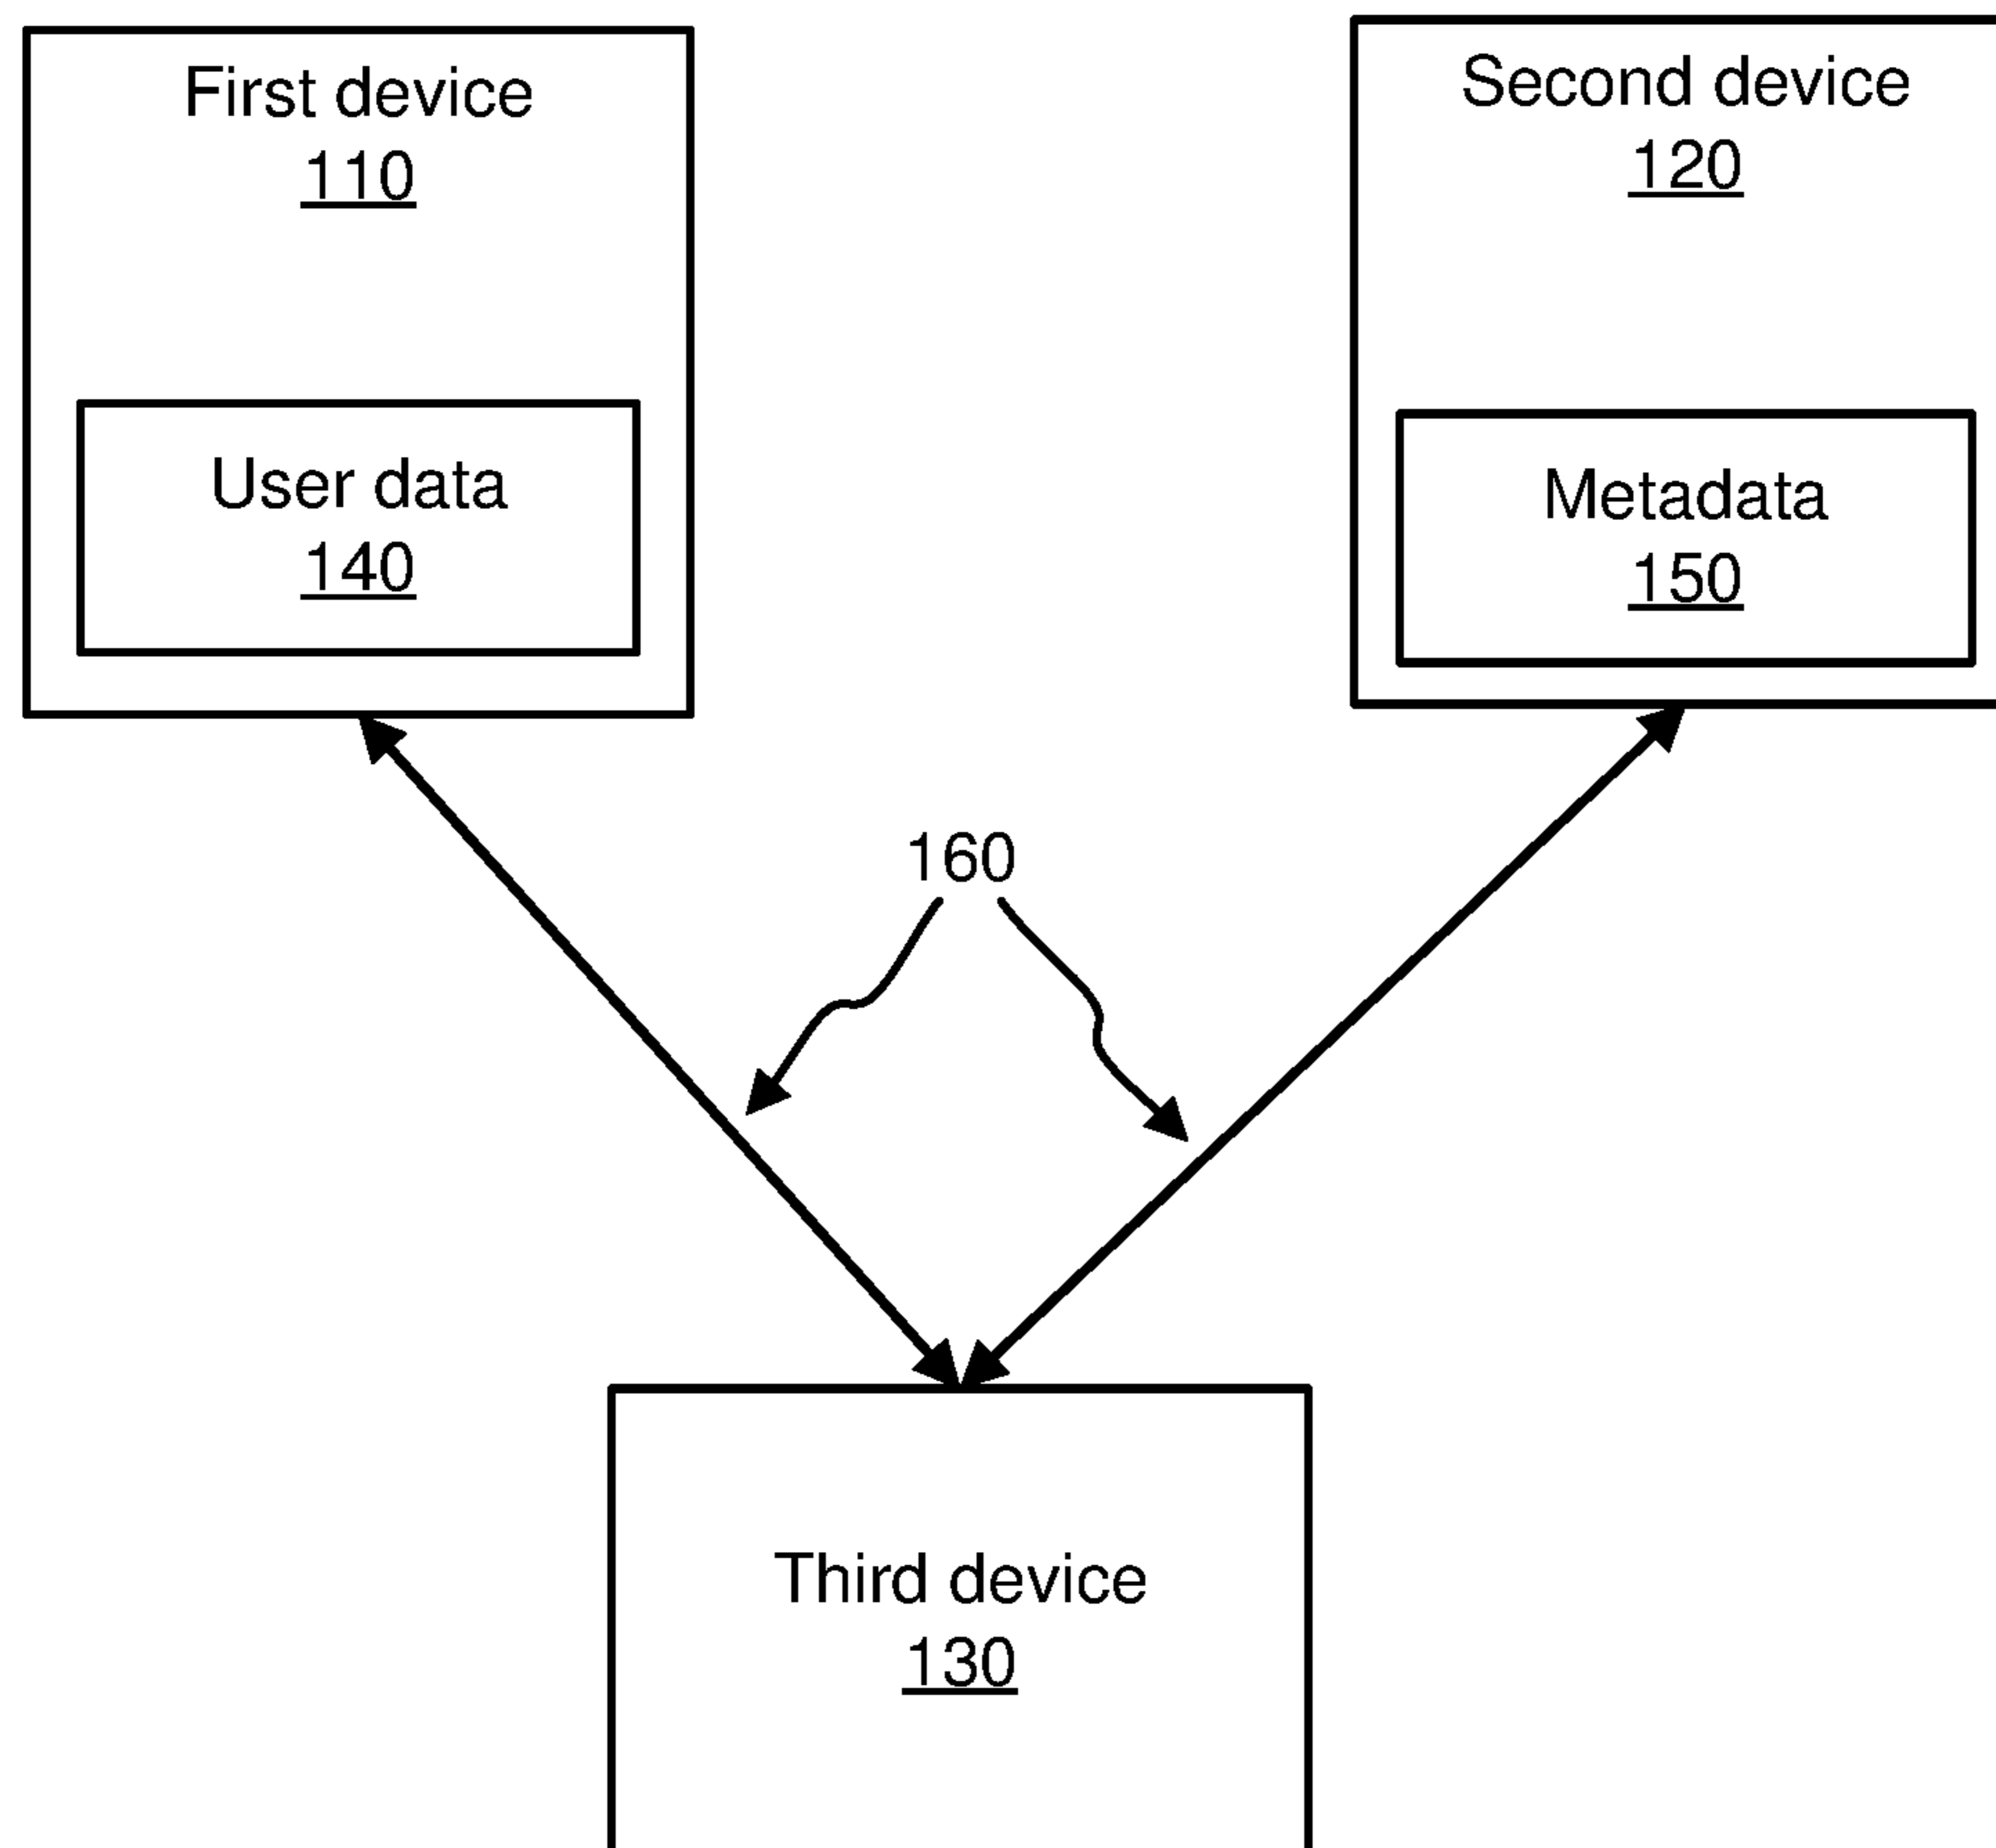 First device
110
User data
140
Second device
120
Metadata
150
160
Third device
130